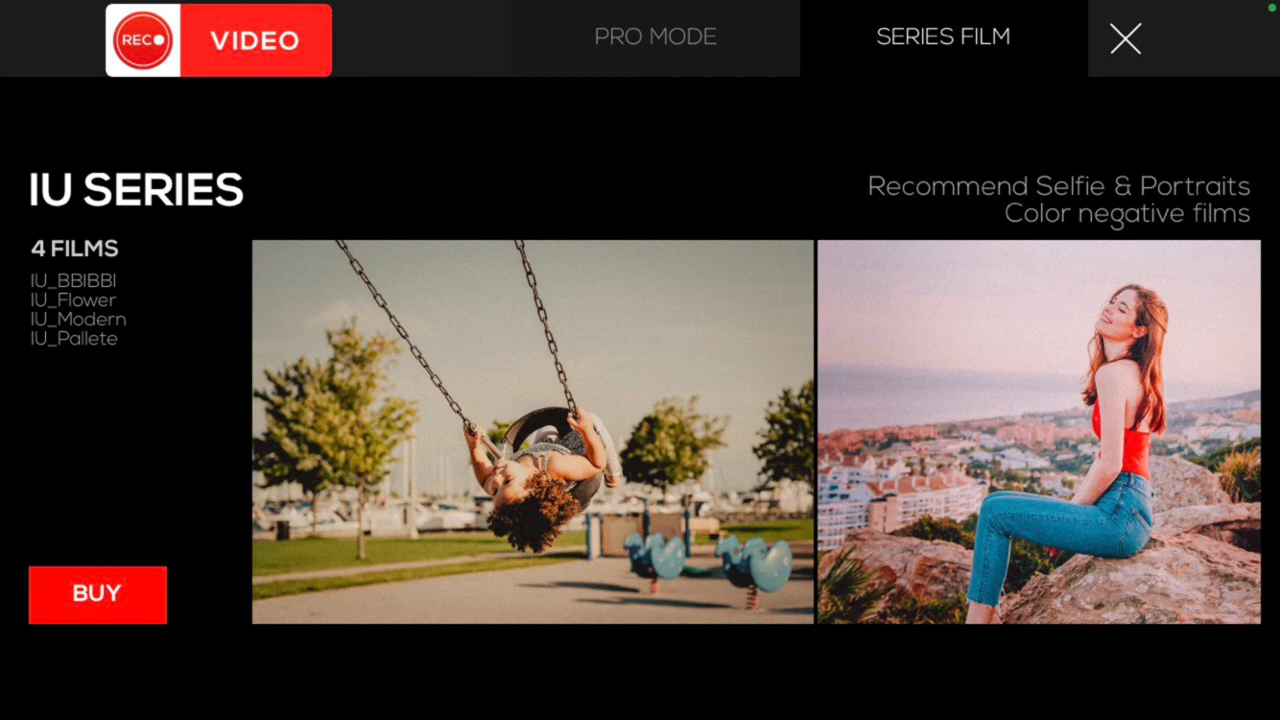 REC
VIDEO
PRO MODE
SERIES FILM
IU SERIES
Recommend Selfie & Portraits
Color negative films
4 FILMS
IU_BBIBBI
IU_Flower
IU_Modern
IU_Pallete
BUY